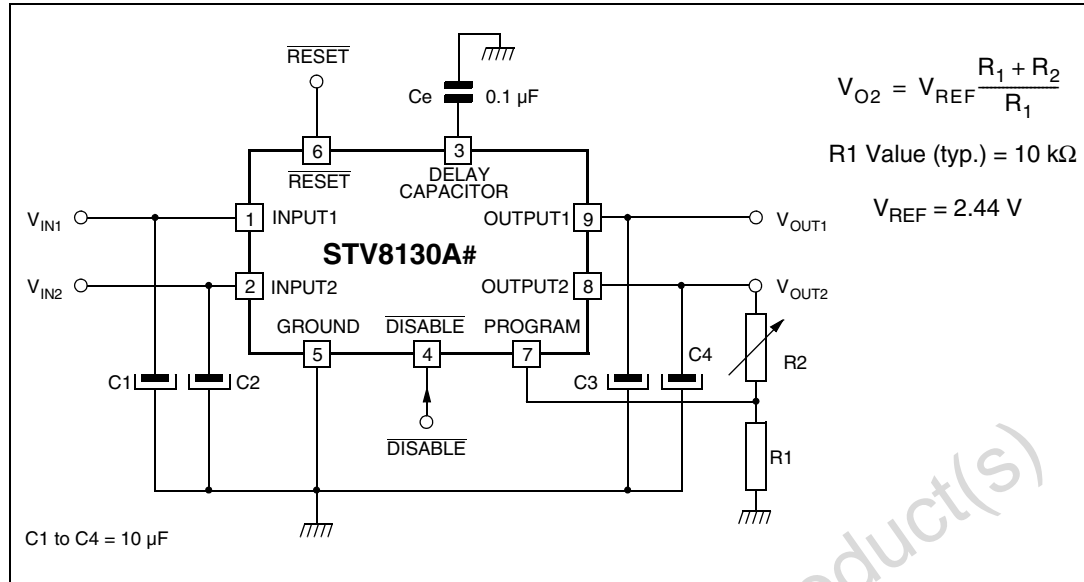 RESET
Ce
0.1 µF
6
3
RESET
DELAY
CAPACITOR
V_O2 = V_REF (R_1 + R_2) / R_1
R1 Value (typ.) = 10 kΩ
V_REF = 2.44 V
V_IN1
1
INPUT1
OUTPUT1
9
V_OUT1
STV8130A#
V_IN2
2
INPUT2
OUTPUT2
8
V_OUT2
GROUND
DISABLE
PROGRAM
5
4
7
C1
C2
C3
C4
R2
DISABLE
R1
C1 to C4 = 10 µF
oduct(s)